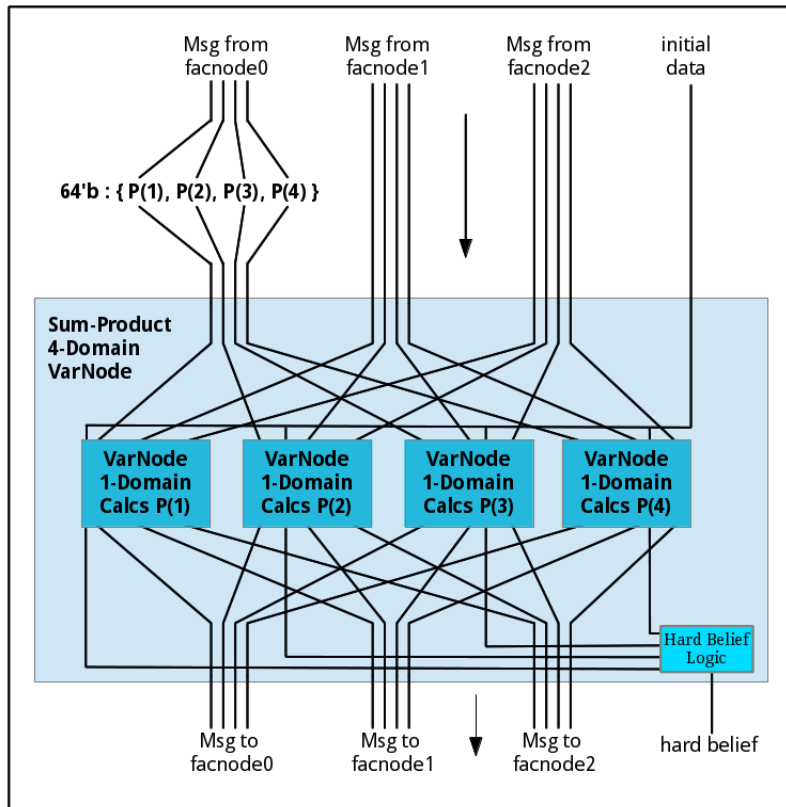 Msg from
facnode0
Msg from
facnode1
Msg from
facnode2
initial
data
64'b : { P(1), P(2), P(3), P(4) }
Sum-Product
4-Domain
VarNode
VarNode
1-Domain
Calcs P(1)
VarNode
1-Domain
Calcs P(2)
VarNode
1-Domain
Calcs P(3)
VarNode
1-Domain
Calcs P(4)
Hard Belief
Logic
Msg to
facnode0
Msg to
facnode1
Msg to
facnode2
hard belief